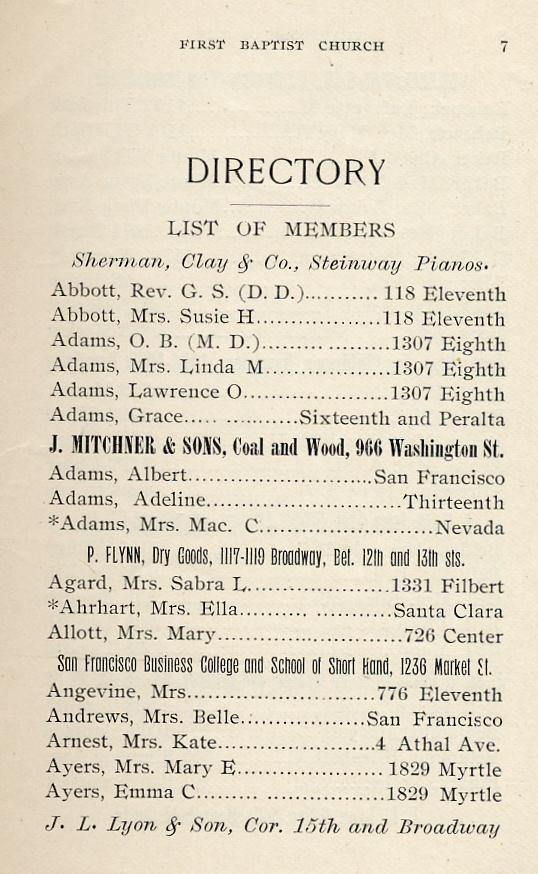 FIRST BAPTIST CHURCH 7
DIRECTORY
LIST OF MEMBERS
Sherman, Clay & Co., Steinway Pianos.
Abbott, Rev. G. S. (D. D.)........... 118 Eleventh
Abbott, Mrs. Susie H..................118 Eleventh
Adams, O. B. (M. D.)........ ..........1307 Eighth
Adams, Mrs. Linda M..................1307 Eighth
Adams, Lawrence O.....................1307 Eighth
Adams, Grace..... ...........Sixteenth and Peralta
J. MITCHNER & SONS, Coal and Wood, 966 Washington St.
Adams, Albert...........................San Francisco
Adams, Adeline...........................Thirteenth
*Adams, Mrs. Mac. C.........................Nevada
P. FLYNN, Dry Goods, 1117-1119 Broadway, Bet. 12th and 13th sts.
Agard, Mrs. Sabra L.....................1331 Filbert
*Ahrhart, Mrs. Ella.......... ...........Santa Clara
Allott, Mrs. Mary...........................726 Center
San Francisco Business College and School of Short Hand, 1236 Market St.
Angevine, Mrs...........................776 Eleventh
Andrews, Mrs. Belle..................San Francisco
Arnest, Mrs. Kate.......................4 Athal Ave.
Ayers, Mrs. Mary E.....................1829 Myrtle
Ayers, Emma C......... .................1829 Myrtle
J. L. Lyon & Son, Cor. 15th and Broadway